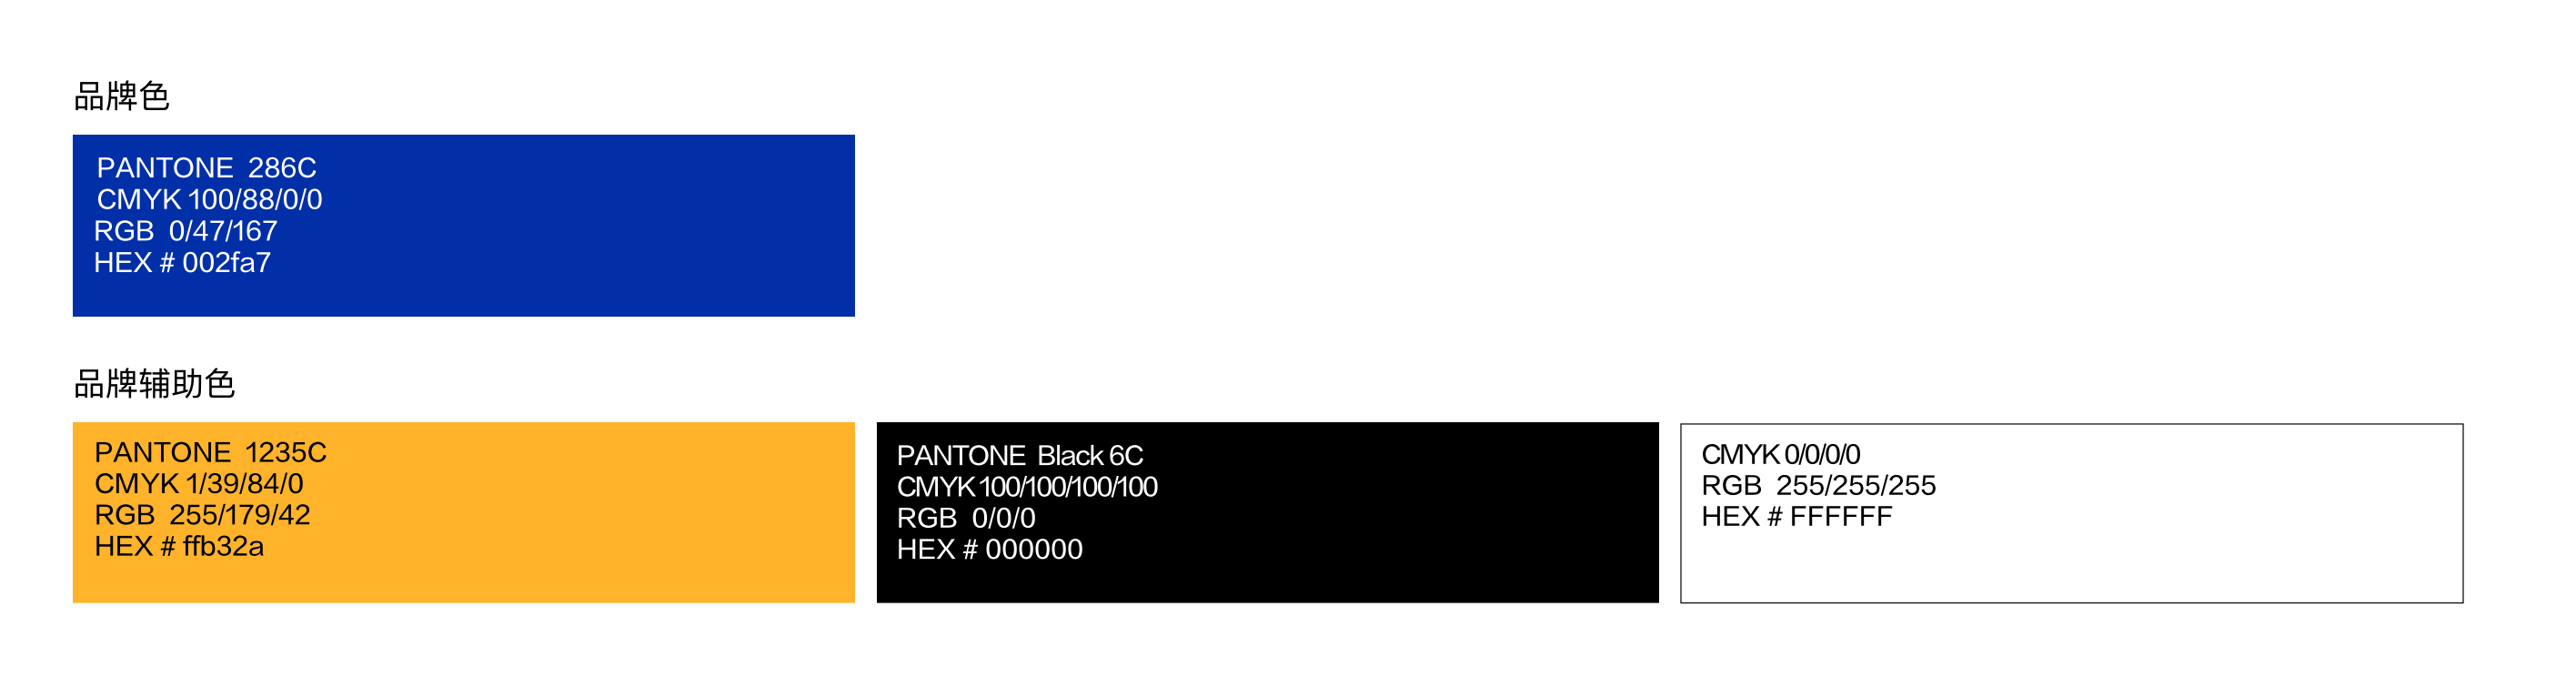 品牌色
PANTONE 286C
CMYK 100/88/0/0
RGB 0/47/167
HEX # 002fa7
品牌辅助色
PANTONE 1235C
CMYK 1/39/84/0
RGB 255/179/42
HEX # ffb32a
PANTONE Black 6C
CMYK 100/100/100/100
RGB 0/0/0
HEX # 000000
CMYK 0/0/0/0
RGB 255/255/255
HEX # FFFFFF